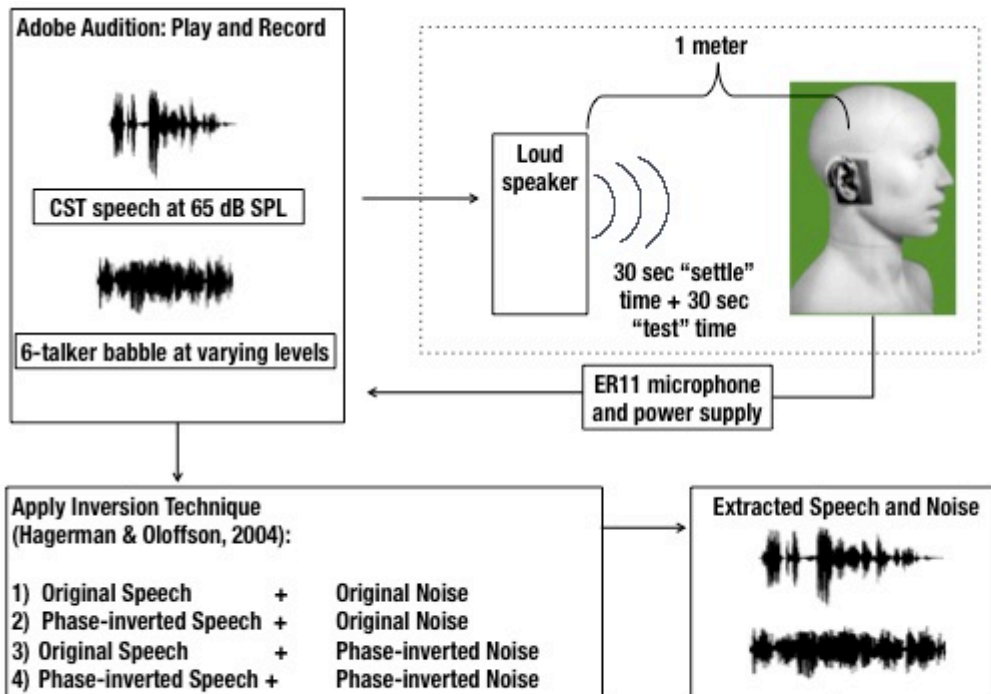 Adobe Audition: Play and Record
CST speech at 65 dB SPL
6-talker babble at varying levels
1 meter
Loud
speaker
30 sec “settle”
time + 30 sec
“test” time
ER11 microphone
and power supply
Apply Inversion Technique
(Hagerman & Oloffson, 2004):
1) Original Speech + Original Noise
2) Phase-inverted Speech + Original Noise
3) Original Speech + Phase-inverted Noise
4) Phase-inverted Speech + Phase-inverted Noise
Extracted Speech and Noise